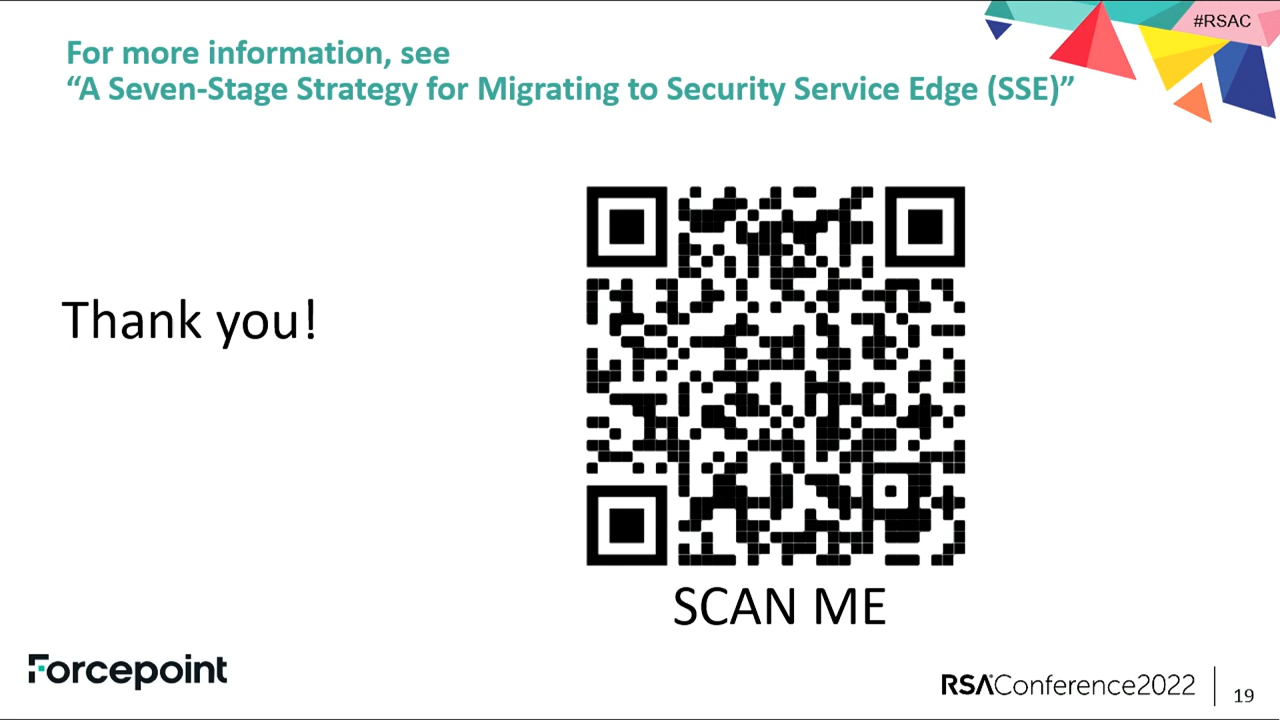 #RSAC
For more information, see
“A Seven-Stage Strategy for Migrating to Security Service Edge (SSE)”
Thank you!
SCAN ME
Forcepoint
RSAConference2022
19